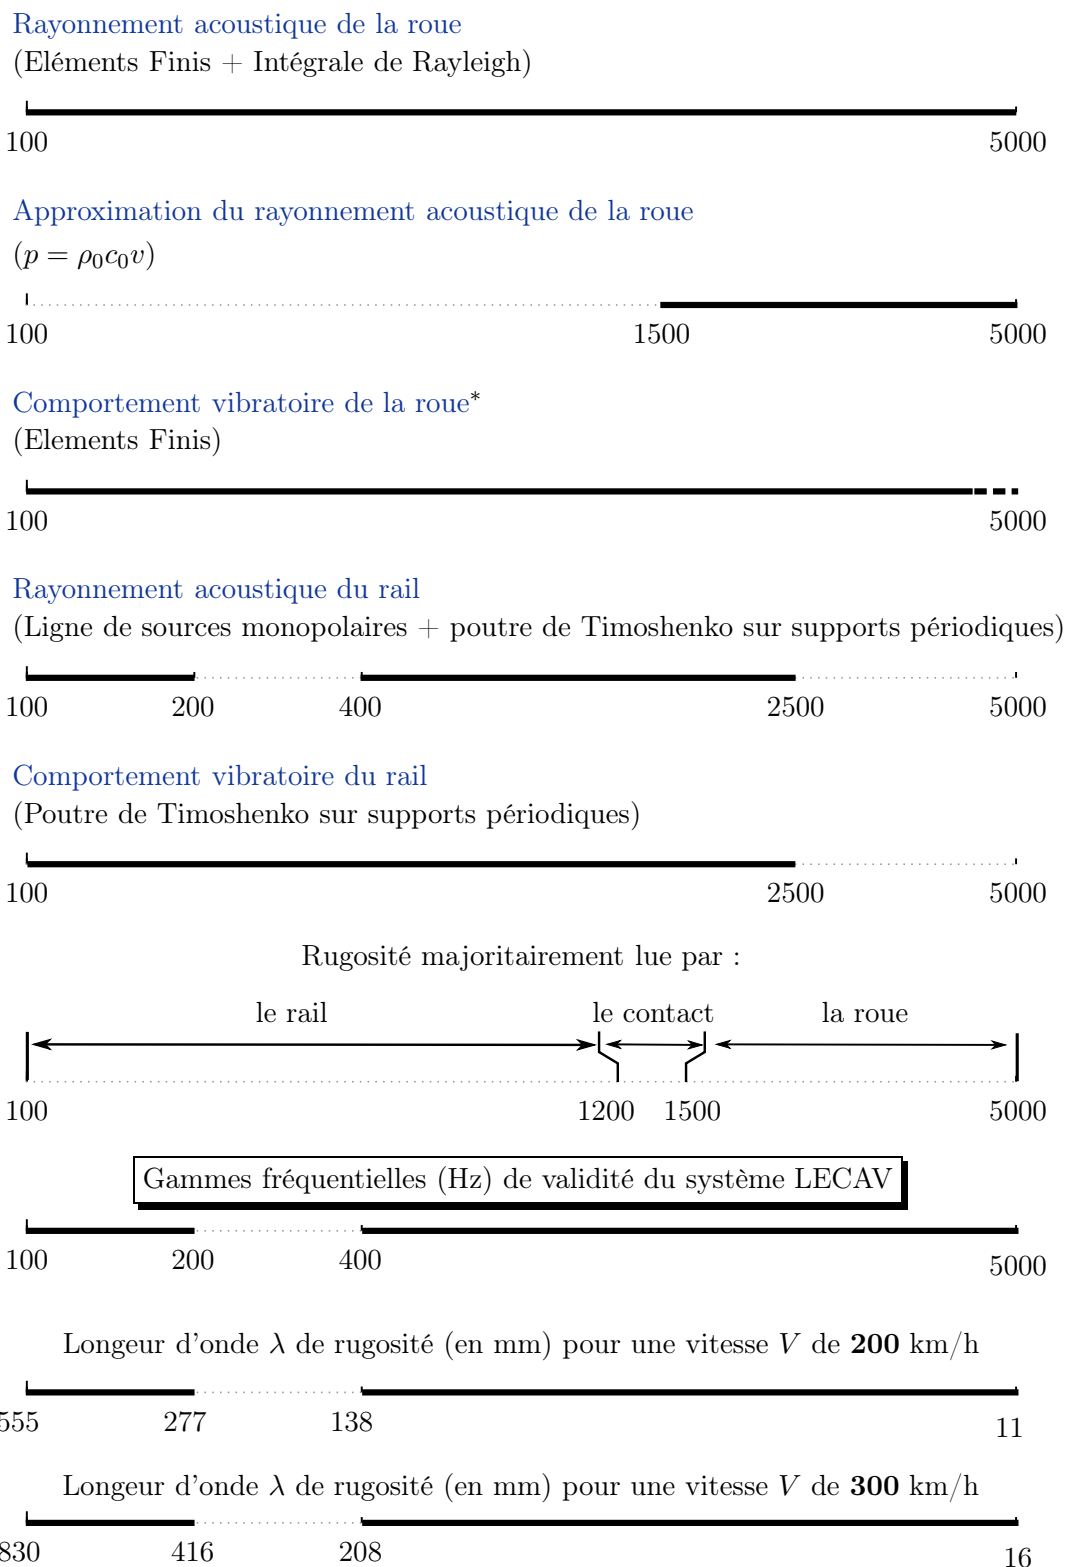 Rayonnement acoustique de la roue
(Eléments Finis + Intégrale de Rayleigh)
100 5000
Approximation du rayonnement acoustique de la roue
(p = ρ₀c₀v)
100 1500 5000
Comportement vibratoire de la roue*
(Elements Finis)
100 5000
Rayonnement acoustique du rail
(Ligne de sources monopolaires + poutre de Timoshenko sur supports périodiques)
100 200 400 2500 5000
Comportement vibratoire du rail
(Poutre de Timoshenko sur supports périodiques)
100 2500 5000
Rugosité majoritairement lue par :
le rail le contact la roue
100 1200 1500 5000
Gammes fréquentielles (Hz) de validité du système LECAV
100 200 400 5000
Longeur d'onde λ de rugosité (en mm) pour une vitesse V de 200 km/h
555 277 138 11
Longeur d'onde λ de rugosité (en mm) pour une vitesse V de 300 km/h
830 416 208 16